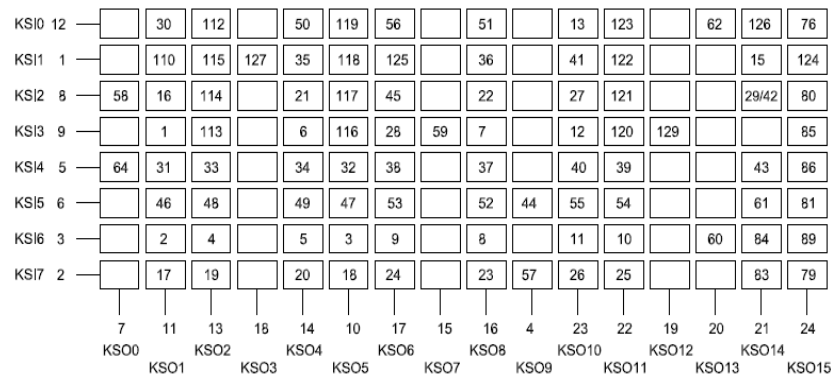 KSI0 12 30 112 50 119 56 51 13 123 62 126 76
KSI1 1 110 115 127 35 118 125 36 41 122 15 124
KSI2 8 58 16 114 21 117 45 22 27 121 29/42 80
KSI3 9 1 113 6 116 28 59 7 12 120 129 85
KSI4 5 64 31 33 34 32 38 37 40 39 43 86
KSI5 6 46 48 49 47 53 52 44 55 54 61 81
KSI6 3 2 4 5 3 9 8 11 10 60 84 89
KSI7 2 17 19 20 18 24 23 57 26 25 83 79
7 11 13 18 14 10 17 15 16 4 23 22 19 20 21 24
KSO0 KSO2 KSO4 KSO6 KSO8 KSO10 KSO12 KSO14
KSO1 KSO3 KSO5 KSO7 KSO9 KSO11 KSO13 KSO15